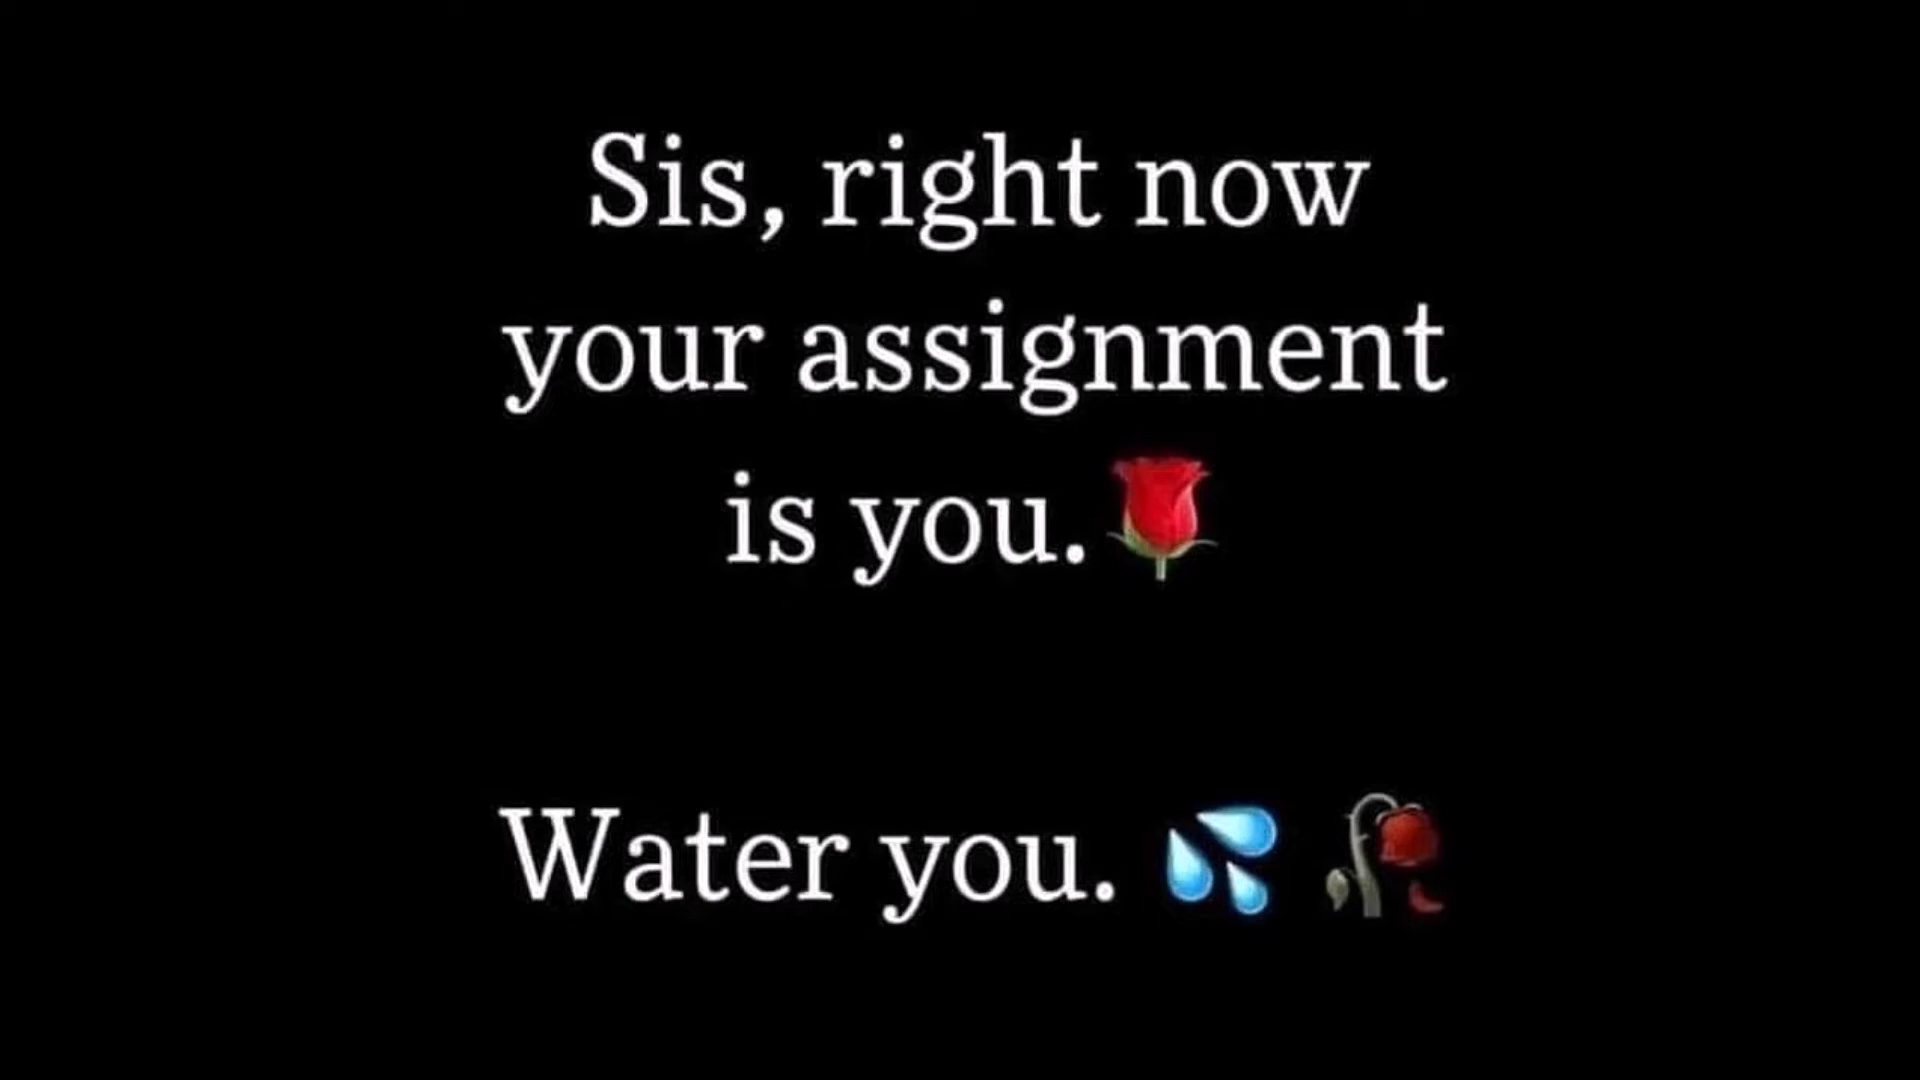 Sis, right now
your assignment
is you.🌹
Water you. 💦 🥀